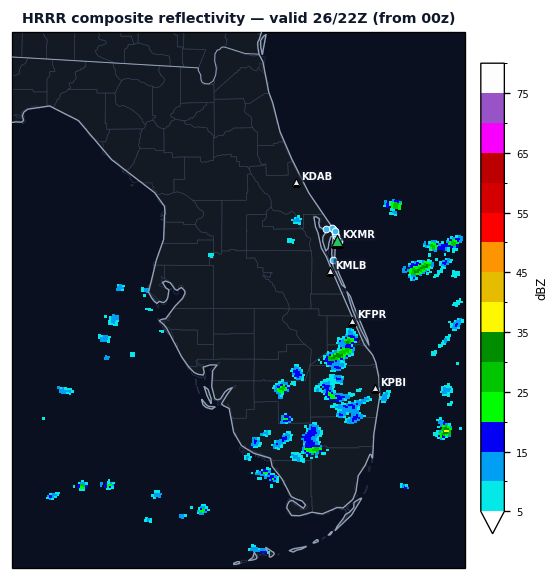 HRRR composite reflectivity — valid 26/22Z (from 00z)
KDAB
KXMR
KMLB
KFPR
KPBI
75
65
55
45
35
25
15
5
dBZ